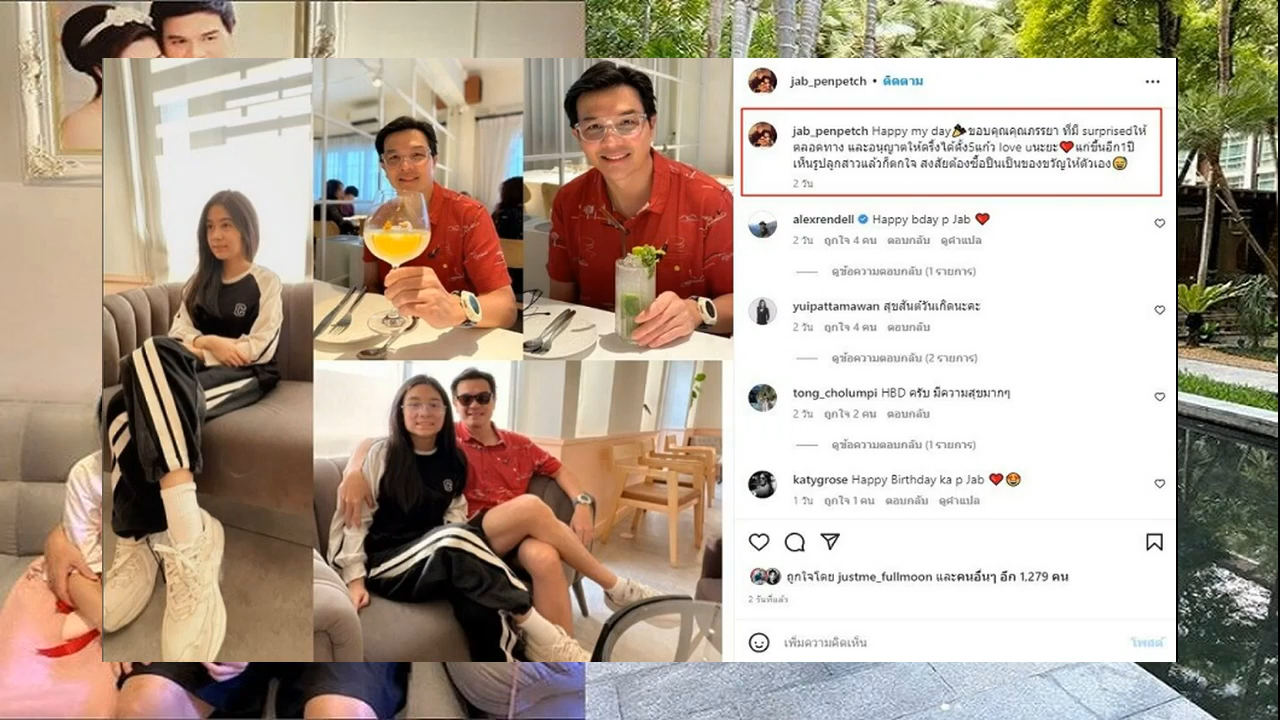 jab_penpetch • ติดตาม
jab_penpetch Happy my day🎉ขอบคุณคุณภรรยา ที่มี surprisedให้
ตลอดทาง และอนุญาตให้ดริ๊งได้ตั้ง5แก้ว love uนะยะ❤️แก่ขึ้นอีก1ปี
เห็นรูปลูกสาวแล้วก็ตกใจ สงสัยต้องซื้อปืนเป็นของขวัญให้ตัวเอง😅
2 วัน
alexrendell Happy bday p Jab ❤️
2 วัน ถูกใจ 4 คน ตอบกลับ ดูคำแปล
ดูข้อความตอบกลับ (1 รายการ)
yuipattamawan สุขสันต์วันเกิดนะคะ
2 วัน ถูกใจ 4 คน ตอบกลับ
ดูข้อความตอบกลับ (2 รายการ)
tong_cholumpi HBD ครับ มีความสุขมากๆ
2 วัน ถูกใจ 2 คน ตอบกลับ
ดูข้อความตอบกลับ (1 รายการ)
katygrose Happy Birthday ka p Jab ❤️🤩
1 วัน ถูกใจ 1 คน ตอบกลับ ดูคำแปล
ถูกใจโดย justme_fullmoon และคนอื่นๆ อีก 1,279 คน
2 วันที่แล้ว
เพิ่มความคิดเห็น
โพสต์
C
C